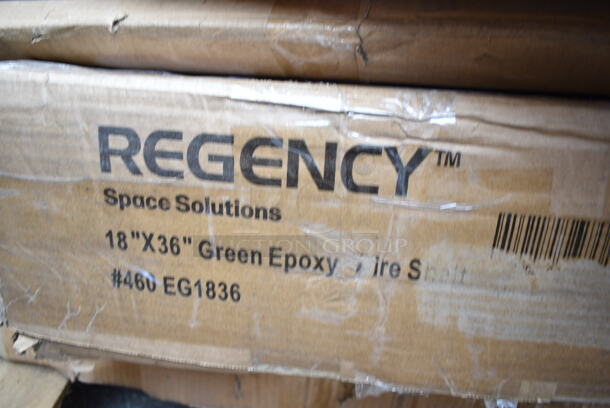 REGENCY™
Space Solutions
18"X36" Green Epoxy
#460 EG1836